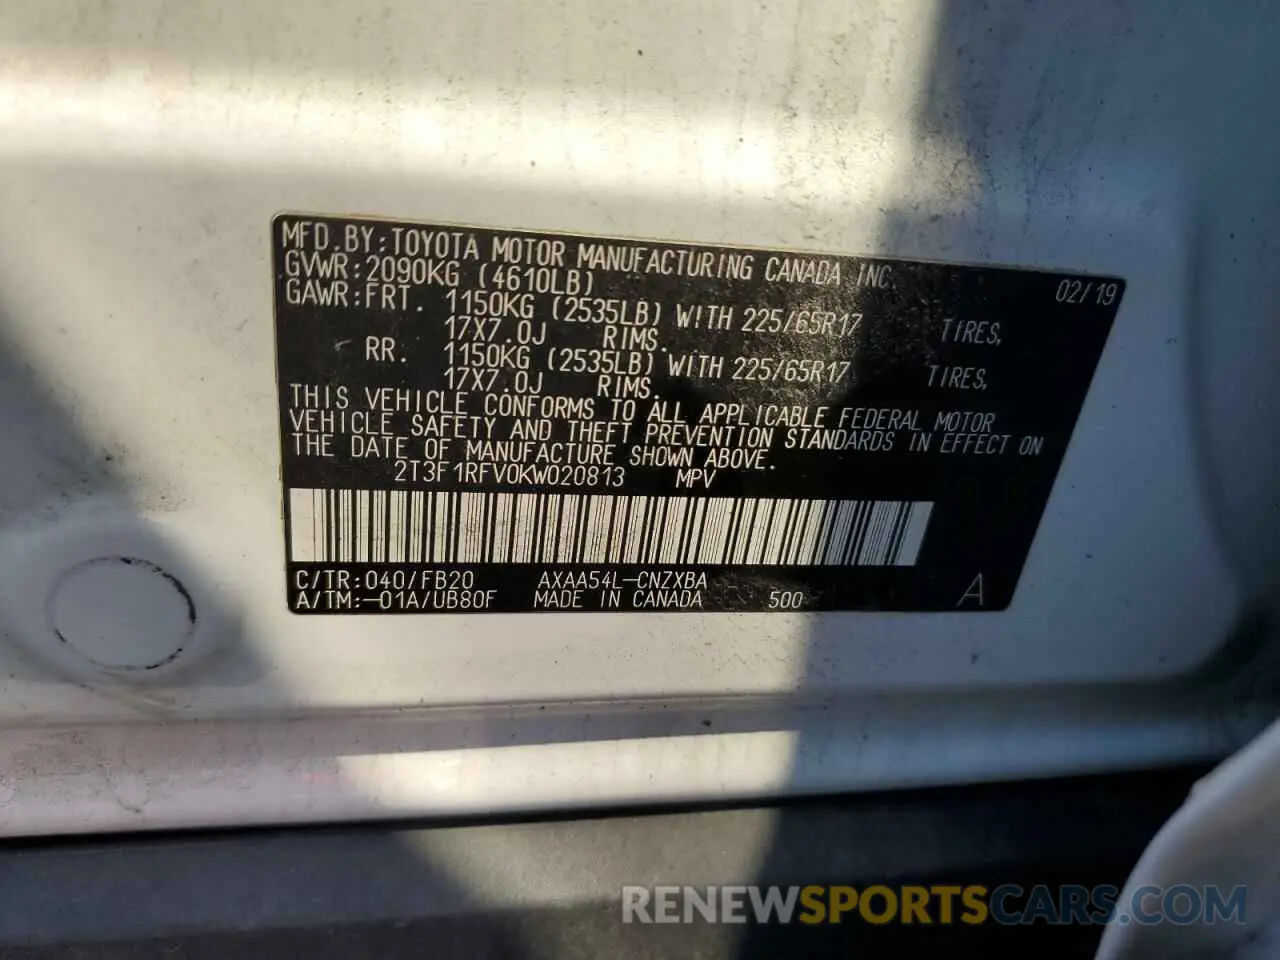 MFD.BY:TOYOTA MOTOR MANUFACTURING CANADA INC. 02/19
GVWR:2090KG (4610LB)
GAWR:FRT. 1150KG (2535LB) WITH 225/65R17 TIRES,
17X7.0J RIMS.
RR. 1150KG (2535LB) WITH 225/65R17 TIRES,
17X7.0J RIMS.
THIS VEHICLE CONFORMS TO ALL APPLICABLE FEDERAL MOTOR
VEHICLE SAFETY AND THEFT PREVENTION STANDARDS IN EFFECT ON
THE DATE OF MANUFACTURE SHOWN ABOVE.
2T3F1RFV0KW020813 MPV
C/TR:040/FB20 AXAA54L-CNZXBA
A/TM:-01A/UB80F MADE IN CANADA 500 A
RENEWSPORTSCARS.COM